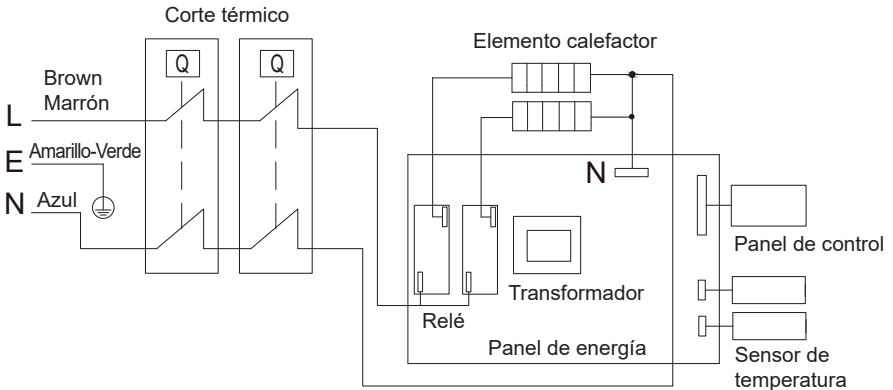 Corte térmico
Q
Q
Elemento calefactor
Brown
Marrón
L
E
Amarillo-Verde
N
Azul
N
Panel de control
Transformador
Relé
Panel de energía
Sensor de
temperatura